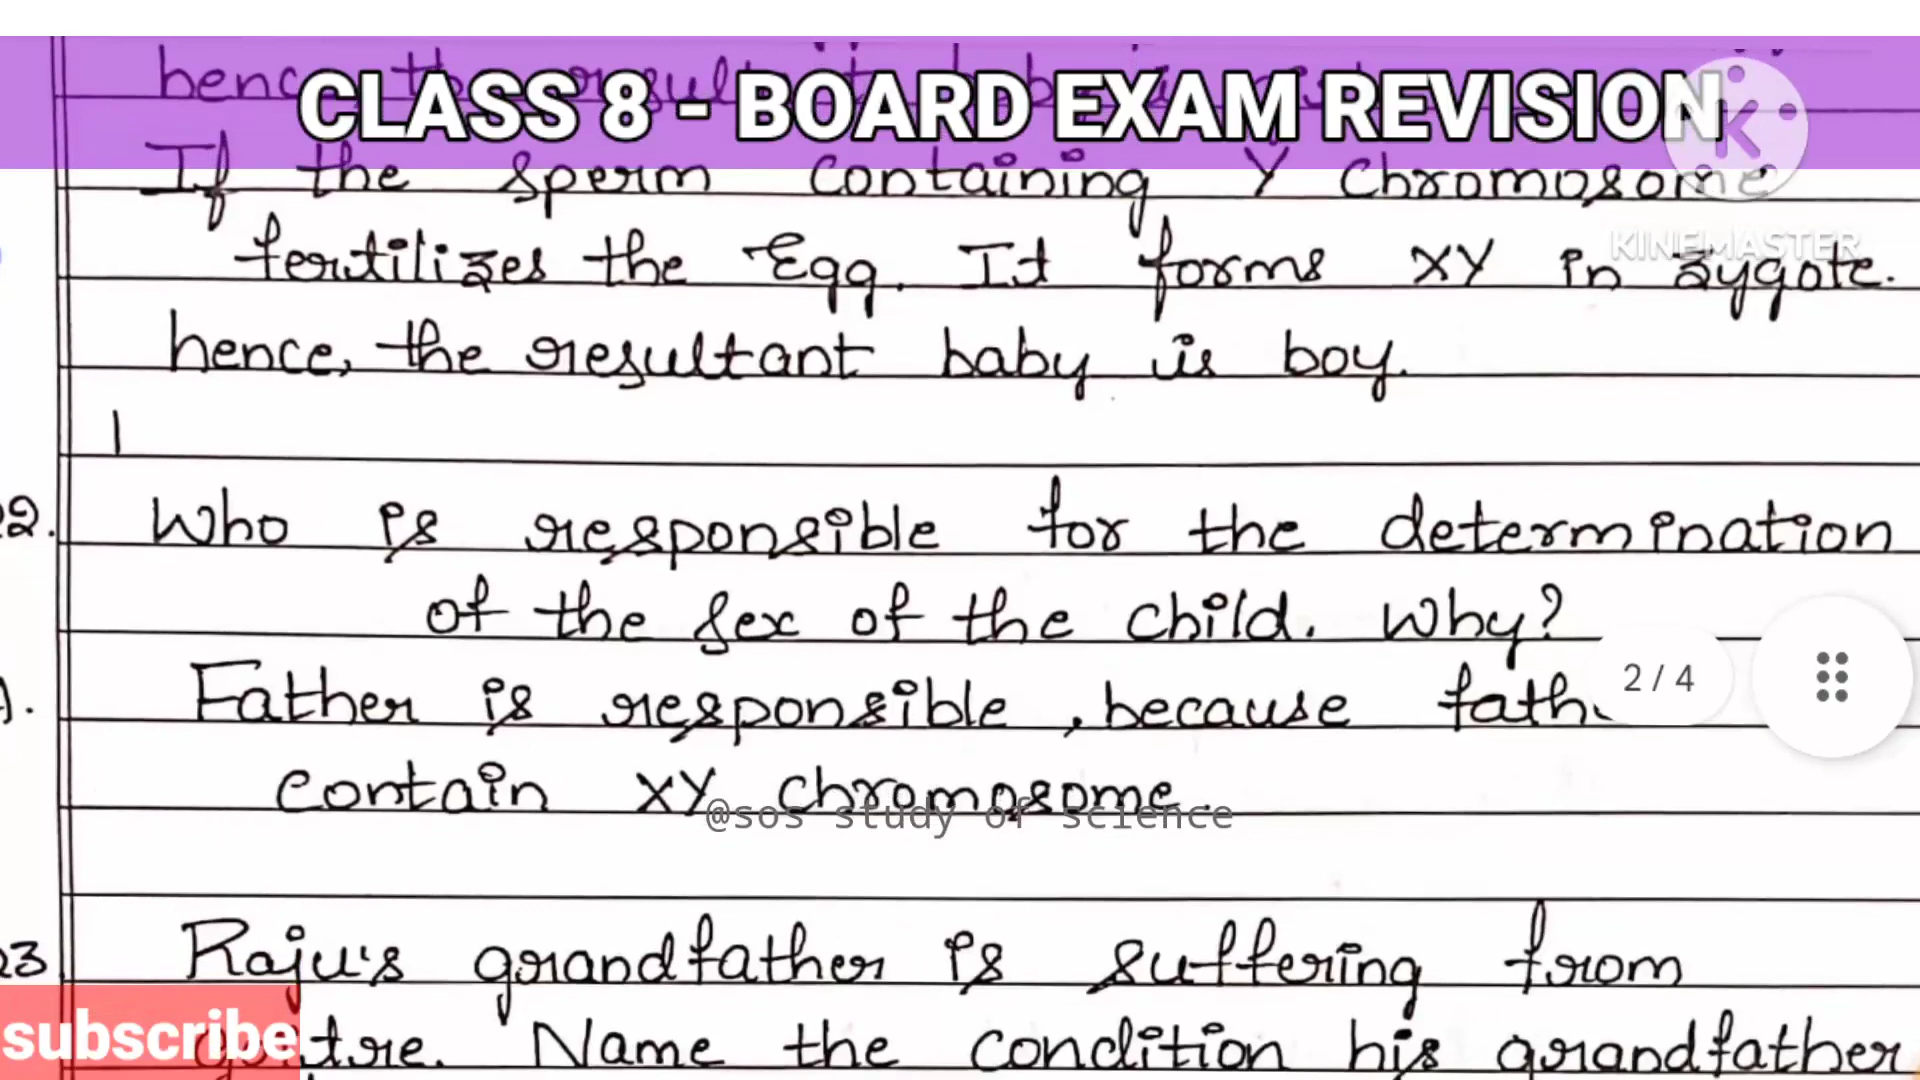 CLASS 8 - BOARD EXAM REVISION
If the sperm containing Y chromosome
KINEMASTER
fertilizes the Egg. It forms XY in zygote.
hence, the resultant baby is boy.
Who is responsible for the determination
of the sex of the child. Why?
Father is responsible, because fath
2 / 4
contain XY chromosome.
@sos study of science
Raju's grandfather is suffering from
subscribe
Name the condition his grandfather